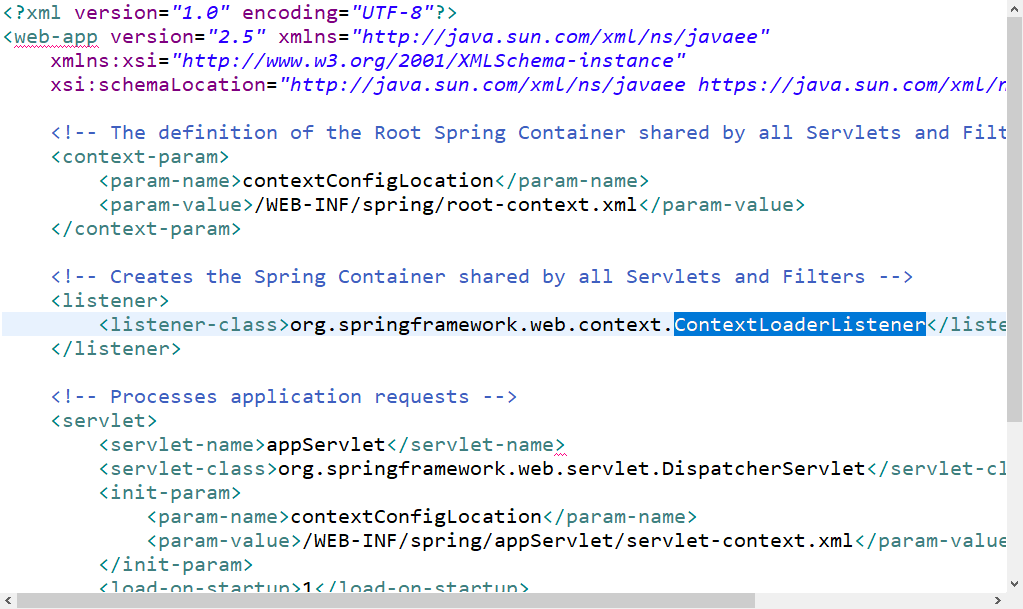 <?xml version="1.0" encoding="UTF-8"?>
<web-app version="2.5" xmlns="http://java.sun.com/xml/ns/javaee"
xmlns:xsi="http://www.w3.org/2001/XMLSchema-instance"
xsi:schemaLocation="http://java.sun.com/xml/ns/javaee https://java.sun.com/xml/n
<!-- The definition of the Root Spring Container shared by all Servlets and Filt
<context-param>
<param-name>contextConfigLocation</param-name>
<param-value>/WEB-INF/spring/root-context.xml</param-value>
</context-param>
<!-- Creates the Spring Container shared by all Servlets and Filters -->
<listener>
<listener-class>org.springframework.web.context.ContextLoaderListener</liste
</listener>
<!-- Processes application requests -->
<servlet>
<servlet-name>appServlet</servlet-name>
<servlet-class>org.springframework.web.servlet.DispatcherServlet</servlet-cl
<init-param>
<param-name>contextConfigLocation</param-name>
<param-value>/WEB-INF/spring/appServlet/servlet-context.xml</param-value
</init-param>
<load-on-startup>1</load-on-startup>